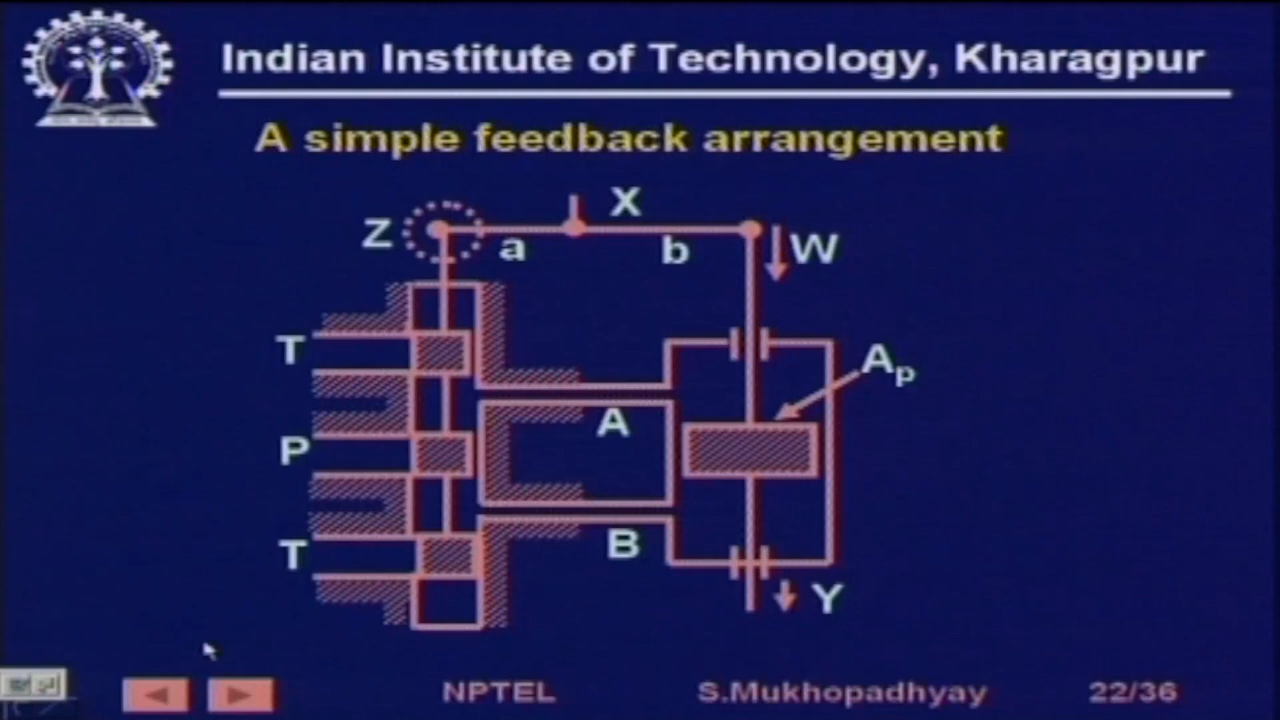 Indian Institute of Technology, Kharagpur
A simple feedback arrangement
X
Z
a
b
W
T
A
Ap
P
T
B
Y
NPTEL
S.Mukhopadhyay
22/36